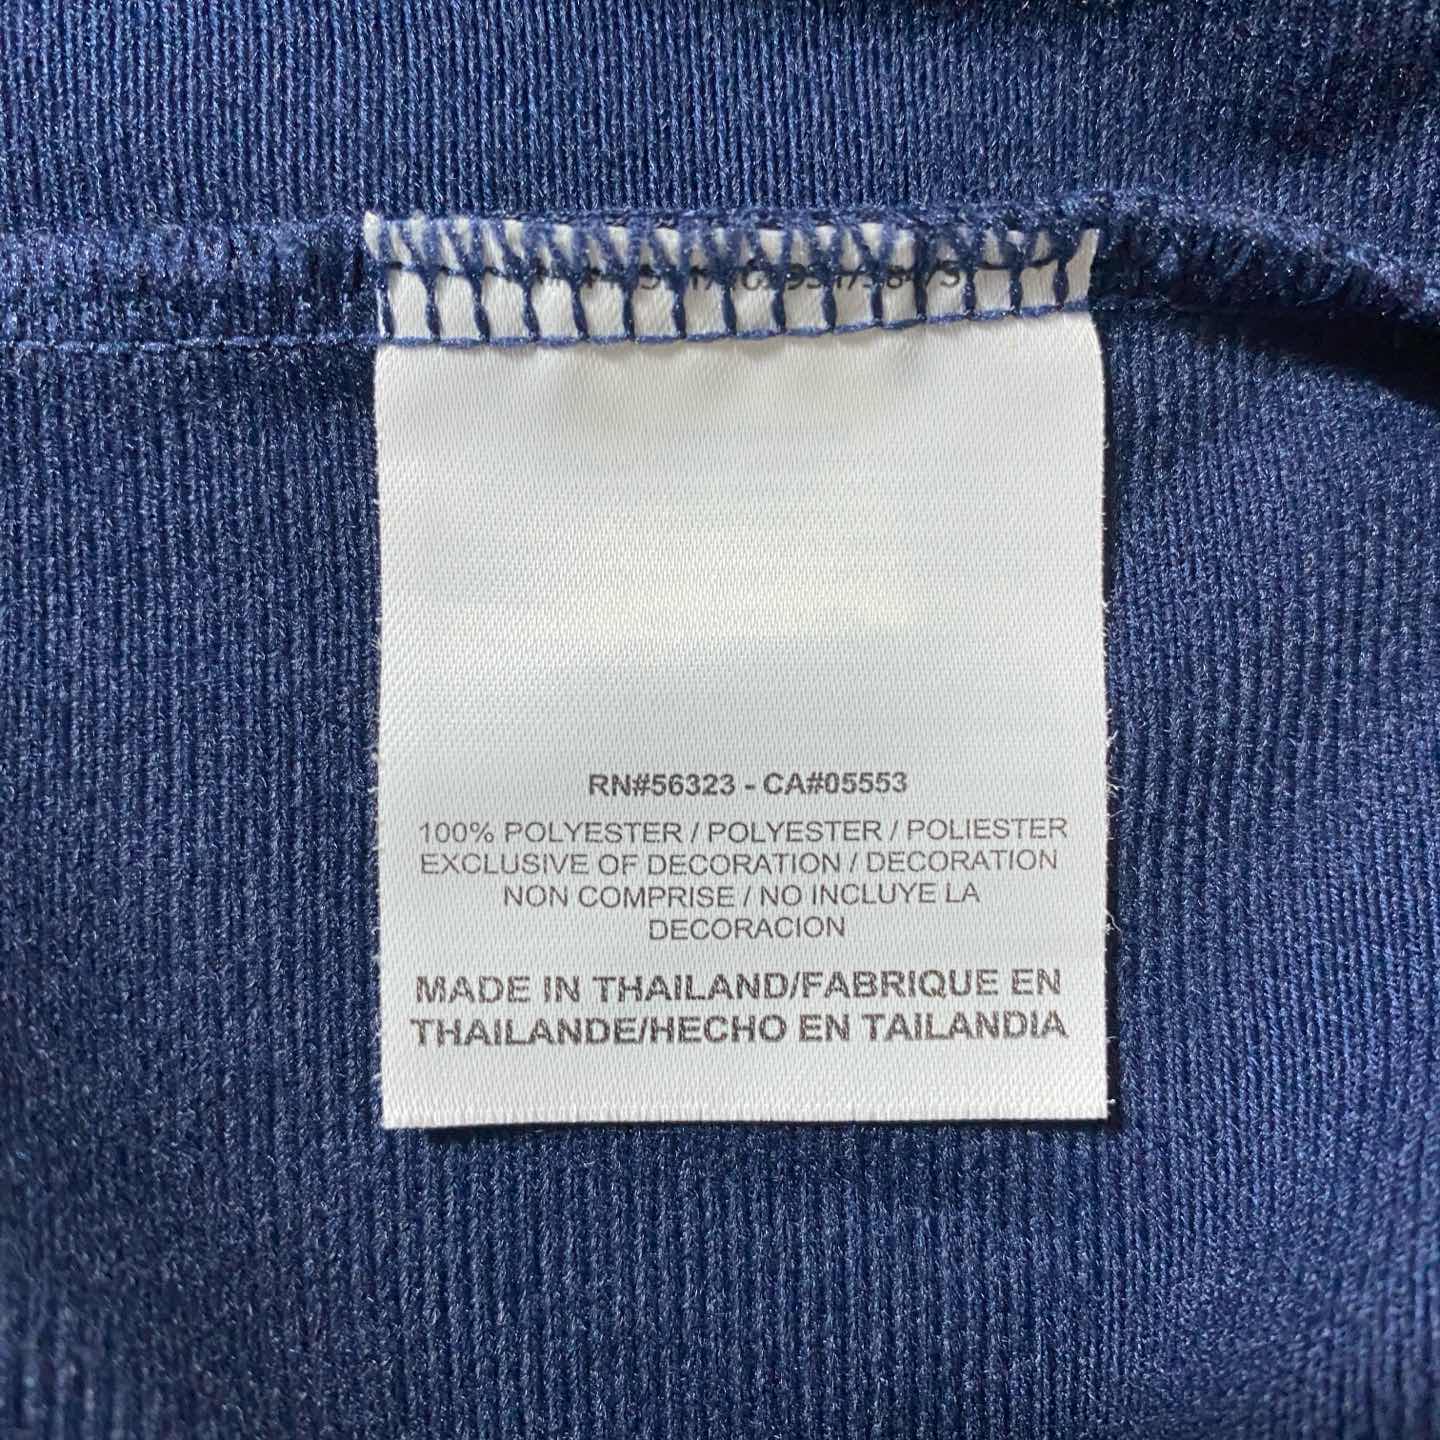 RN#56323 - CA#05553
100% POLYESTER / POLYESTER / POLIESTER
EXCLUSIVE OF DECORATION / DECORATION
NON COMPRISE / NO INCLUYE LA
DECORACION
MADE IN THAILAND/FABRIQUE EN
THAILANDE/HECHO EN TAILANDIA